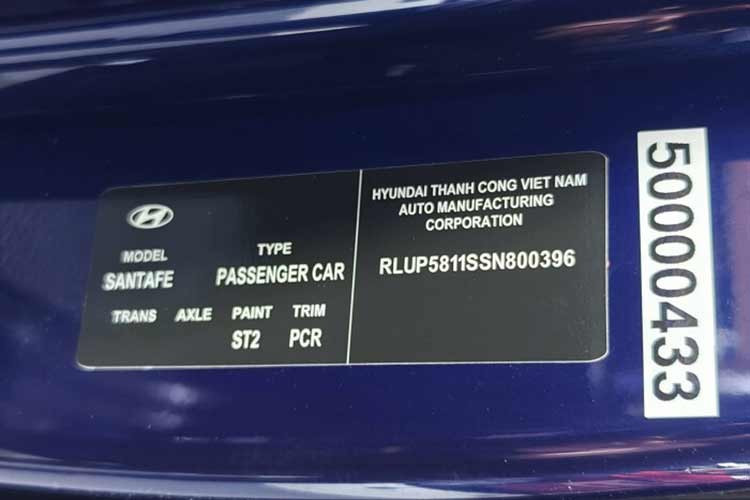 MODEL
SANTAFE
TYPE
PASSENGER CAR
TRANS AXLE PAINT TRIM
ST2 PCR
HYUNDAI THANH CONG VIET NAM
AUTO MANUFACTURING
CORPORATION
RLUP5811SSN800396
50000433